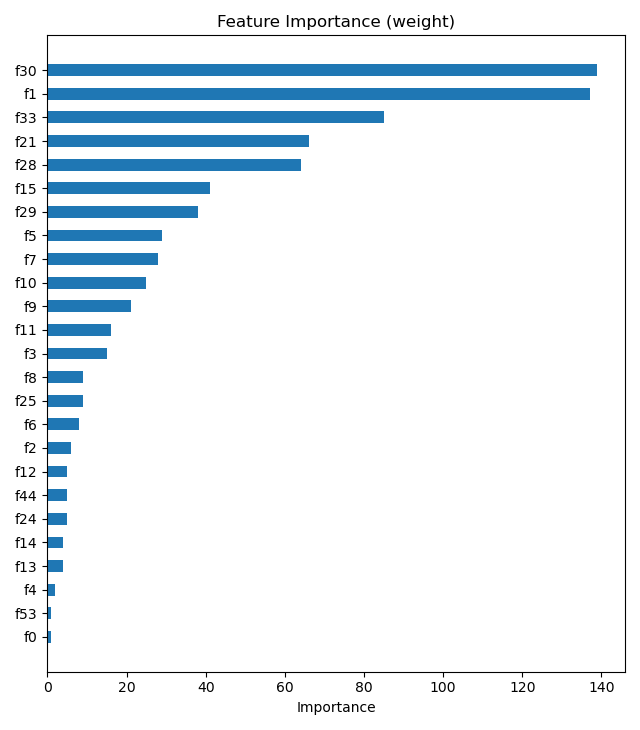 Feature Importance (weight)
f30
f1
f33
f21
f28
f15
f29
f5
f7
f10
f9
f11
f3
f8
f25
f6
f2
f12
f44
f24
f14
f13
f4
f53
f0
0 20 40 60 80 100 120 140
Importance